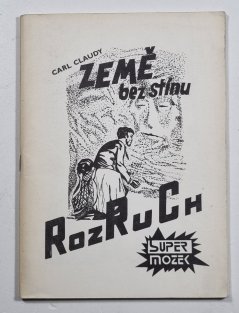 CARL CLAUDY
ZEMĚ
bez stínu
ROZRUCH
SUPER
MOZEK